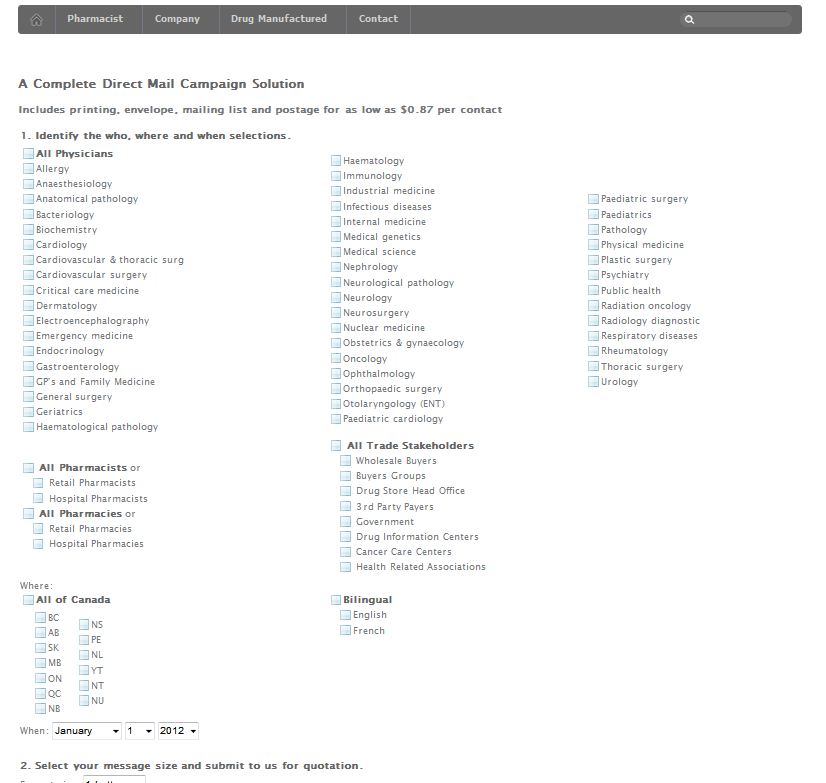 Pharmacist Company Drug Manufactured Contact
A Complete Direct Mail Campaign Solution
Includes printing, envelope, mailing list and postage for as low as $0.87 per contact
1. Identify the who, where and when selections.
All Physicians
Allergy
Anaesthesiology
Anatomical pathology
Bacteriology
Biochemistry
Cardiology
Cardiovascular & thoracic surg
Cardiovascular surgery
Critical care medicine
Dermatology
Electroencephalography
Emergency medicine
Endocrinology
Gastroenterology
GP's and Family Medicine
General surgery
Geriatrics
Haematological pathology
Haematology
Immunology
Industrial medicine
Infectious diseases
Internal medicine
Medical genetics
Medical science
Nephrology
Neurological pathology
Neurology
Neurosurgery
Nuclear medicine
Obstetrics & gynaecology
Oncology
Ophthalmology
Orthopaedic surgery
Otolaryngology (ENT)
Paediatric cardiology
Paediatric surgery
Paediatrics
Pathology
Physical medicine
Plastic surgery
Psychiatry
Public health
Radiation oncology
Radiology diagnostic
Respiratory diseases
Rheumatology
Thoracic surgery
Urology
All Pharmacists or
Retail Pharmacists
Hospital Pharmacists
All Pharmacies or
Retail Pharmacies
Hospital Pharmacies
All Trade Stakeholders
Wholesale Buyers
Buyers Groups
Drug Store Head Office
3rd Party Payers
Government
Drug Information Centers
Cancer Care Centers
Health Related Associations
Where:
All of Canada
BC
AB
SK
MB
ON
QC
NB
NS
PE
NL
YT
NT
NU
Bilingual
English
French
When: January 1 2012
2. Select your message size and submit to us for quotation.